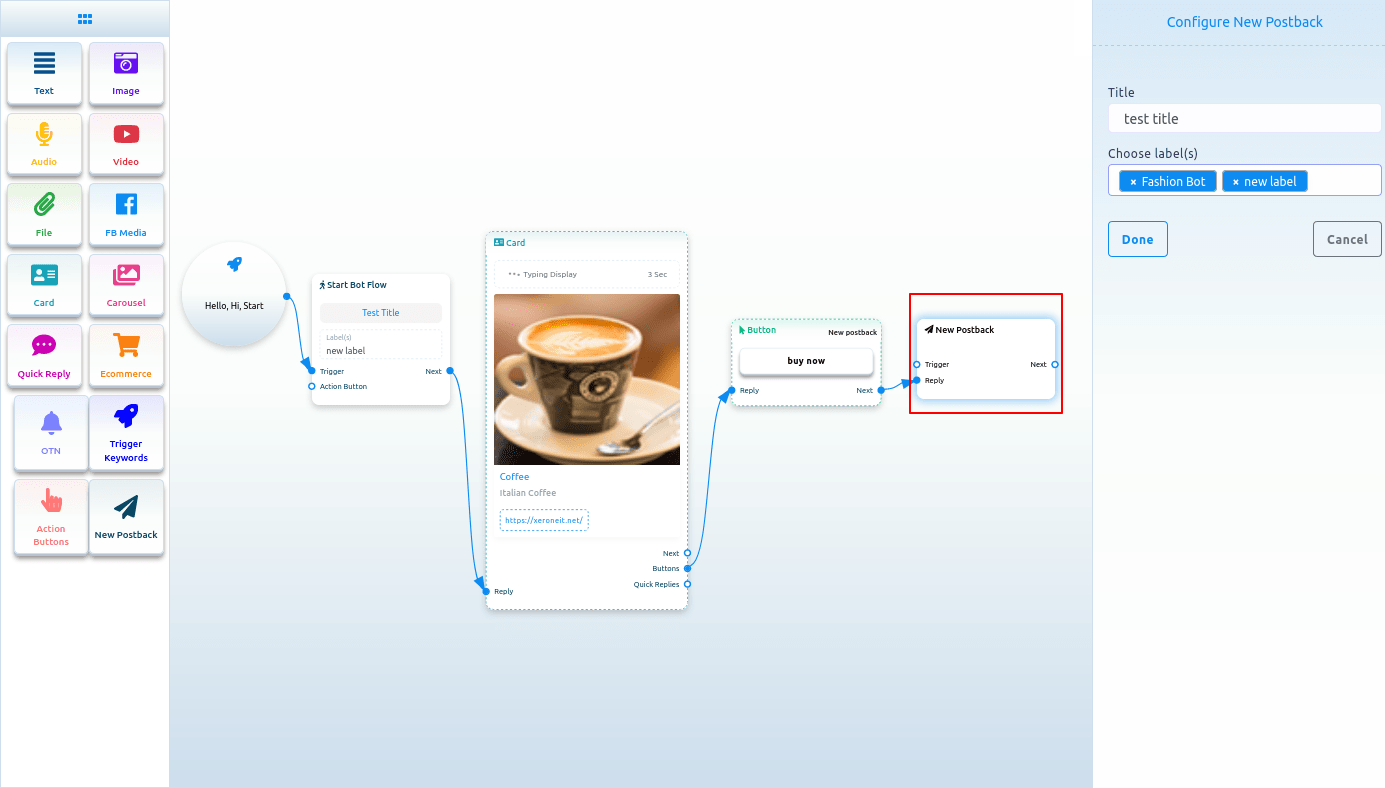 Text
Image
Audio
Video
File
FB Media
Card
Carousel
Quick Reply
Ecommerce
OTN
Trigger
Keywords
Action
Buttons
New Postback
Hello, Hi, Start
Start Bot Flow
Test Title
Label(s)
new label
Trigger
Next
Action Button
Card
Typing Display
3 Sec
Coffee
Italian Coffee
https://xeroneit.net/
Next
Buttons
Quick Replies
Reply
Button
New postback
buy now
Reply
Next
New Postback
Trigger
Next
Reply
Configure New Postback
Title
test title
Choose label(s)
× Fashion Bot
× new label
Done
Cancel